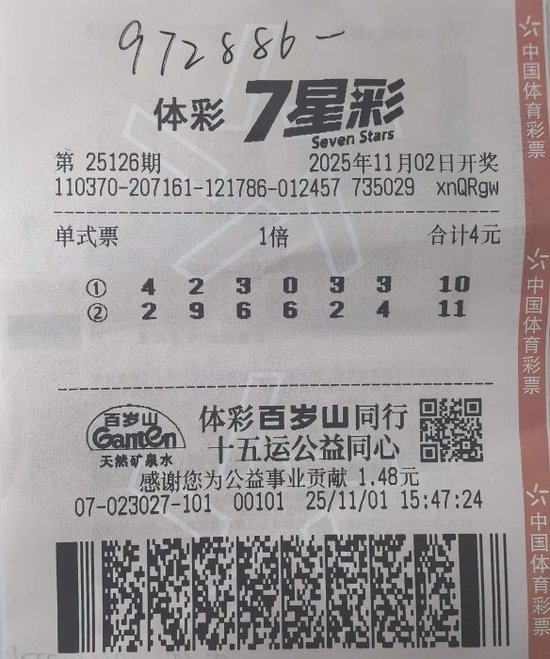 972886-
体彩 7星彩
Seven Stars
第 25126期 2025年11月02日开奖
110370-207161-121786-012457 735029 xnQRgw
单式票 1倍 合计4元
① 4 2 3 0 3 3 10
② 2 9 6 6 2 4 11
百岁山
Ganten
天然矿泉水
体彩百岁山同行
十五运公益同心
感谢您为公益事业贡献 1.48元
07-023027-101 00101 25/11/01 15:47:24
中国体育彩票
中国体育彩票
中国体育彩票